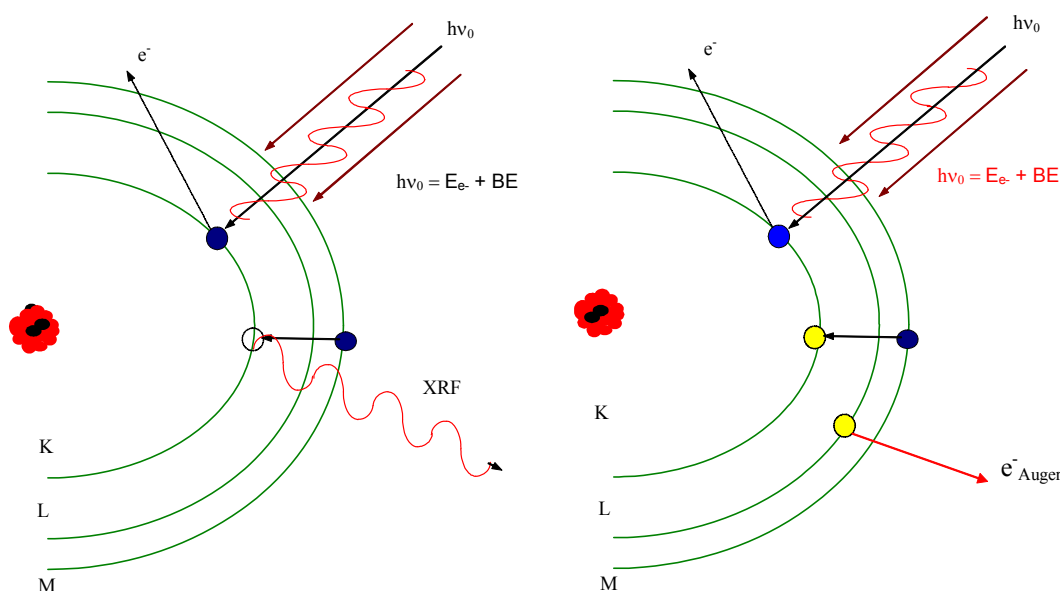 hν₀
e⁻
hν₀ = Eₑ₋ + BE
XRF
K
L
M
hν₀
e⁻
hν₀ = Eₑ₋ + BE
K
e⁻Auger
L
M